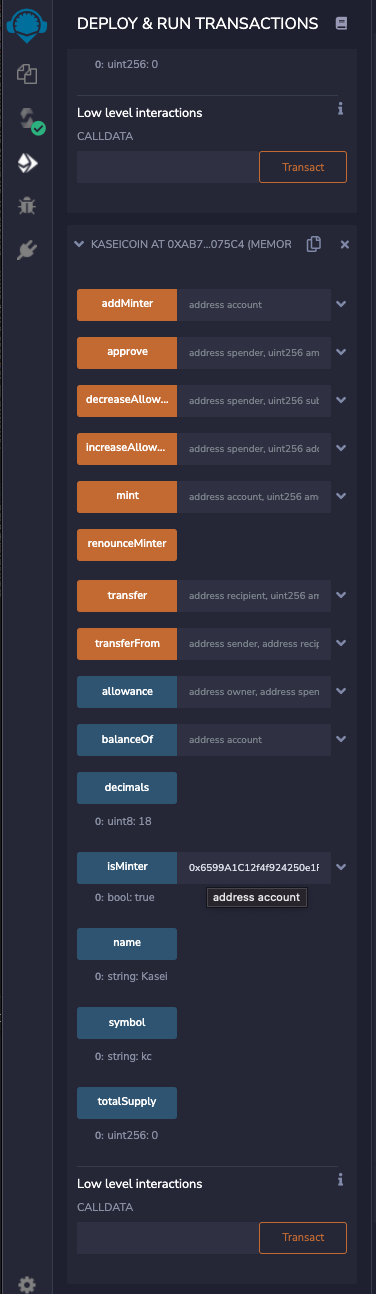 DEPLOY & RUN TRANSACTIONS
0: uint256: 0
Low level interactions
CALLDATA
Transact
KASEICOIN AT 0XAB7...075C4 (MEMOR
addMinter address account
approve address spender, uint256 am
decreaseAllow... address spender, uint256 sub
increaseAllow... address spender, uint256 adc
mint address account, uint256 am
renounceMinter
transfer address recipient, uint256 am
transferFrom address sender, address recip
allowance address owner, address spen
balanceOf address account
decimals
0: uint8: 18
isMinter 0x6599A1C12f4f924250e1f
0: bool: true
address account
name
0: string: Kasei
symbol
0: string: kc
totalSupply
0: uint256: 0
Low level interactions
CALLDATA
Transact